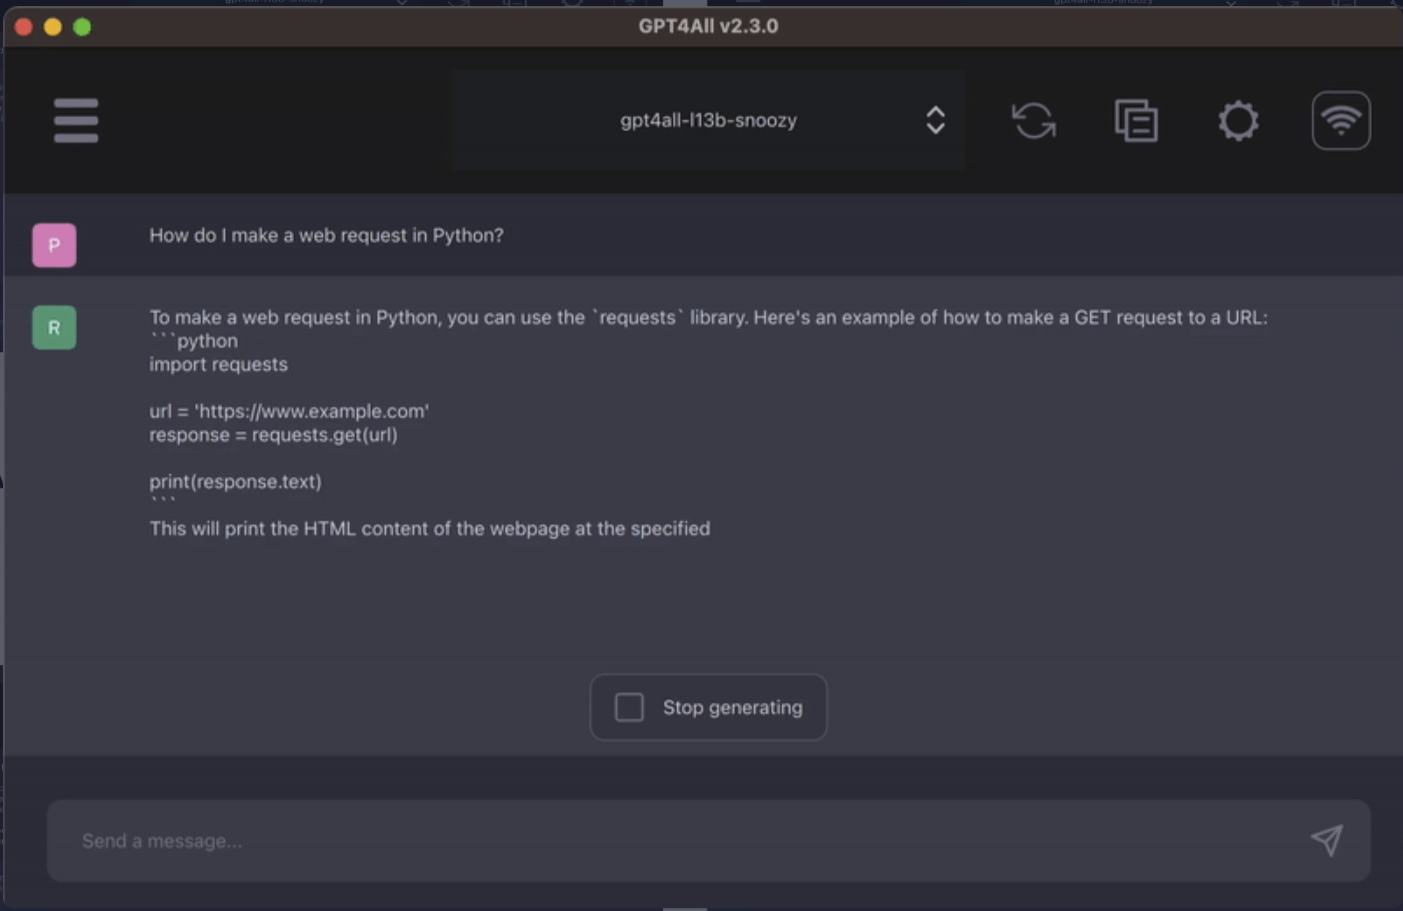 GPT4All v2.3.0
gpt4all-l13b-snoozy
P
How do I make a web request in Python?
R
To make a web request in Python, you can use the `requests` library. Here's an example of how to make a GET request to a URL:
```python
import requests
url = 'https://www.example.com'
response = requests.get(url)
print(response.text)
```
This will print the HTML content of the webpage at the specified
Stop generating
Send a message...